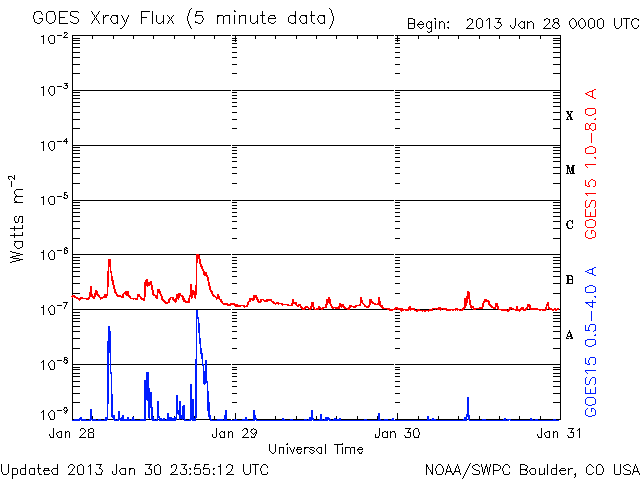 GOES Xray Flux (5 minute data)
Begin: 2013 Jan 28 0000 UTC
10-2
10-3
10-4
10-5
10-6
10-7
10-8
10-9
Watts m-2
X
M
C
B
A
GOES15 1.0-8.0 A
GOES15 0.5-4.0 A
Jan 28
Jan 29
Jan 30
Jan 31
Universal Time
Updated 2013 Jan 30 23:55:12 UTC
NOAA/SWPC Boulder, CO USA